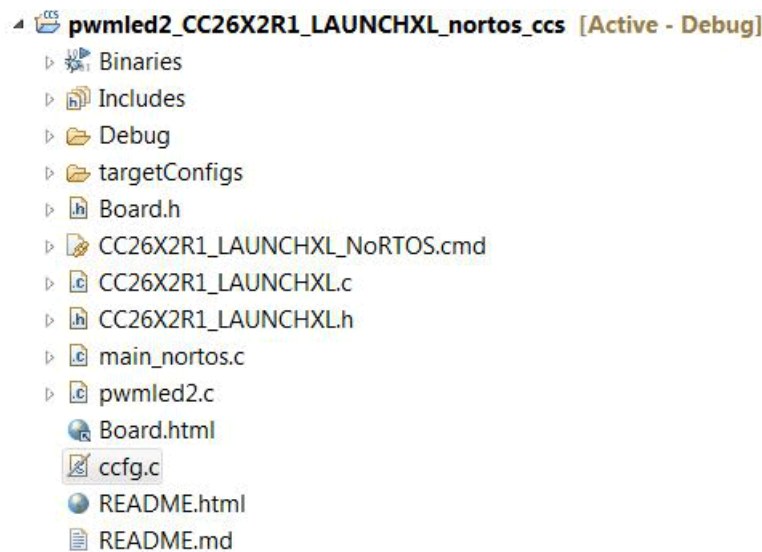 pwmled2_CC26X2R1_LAUNCHXL_nortos_ccs [Active - Debug]
Binaries
Includes
Debug
targetConfigs
Board.h
CC26X2R1_LAUNCHXL_NoRTOS.cmd
CC26X2R1_LAUNCHXL.c
CC26X2R1_LAUNCHXL.h
main_nortos.c
pwmled2.c
Board.html
ccfg.c
README.html
README.md